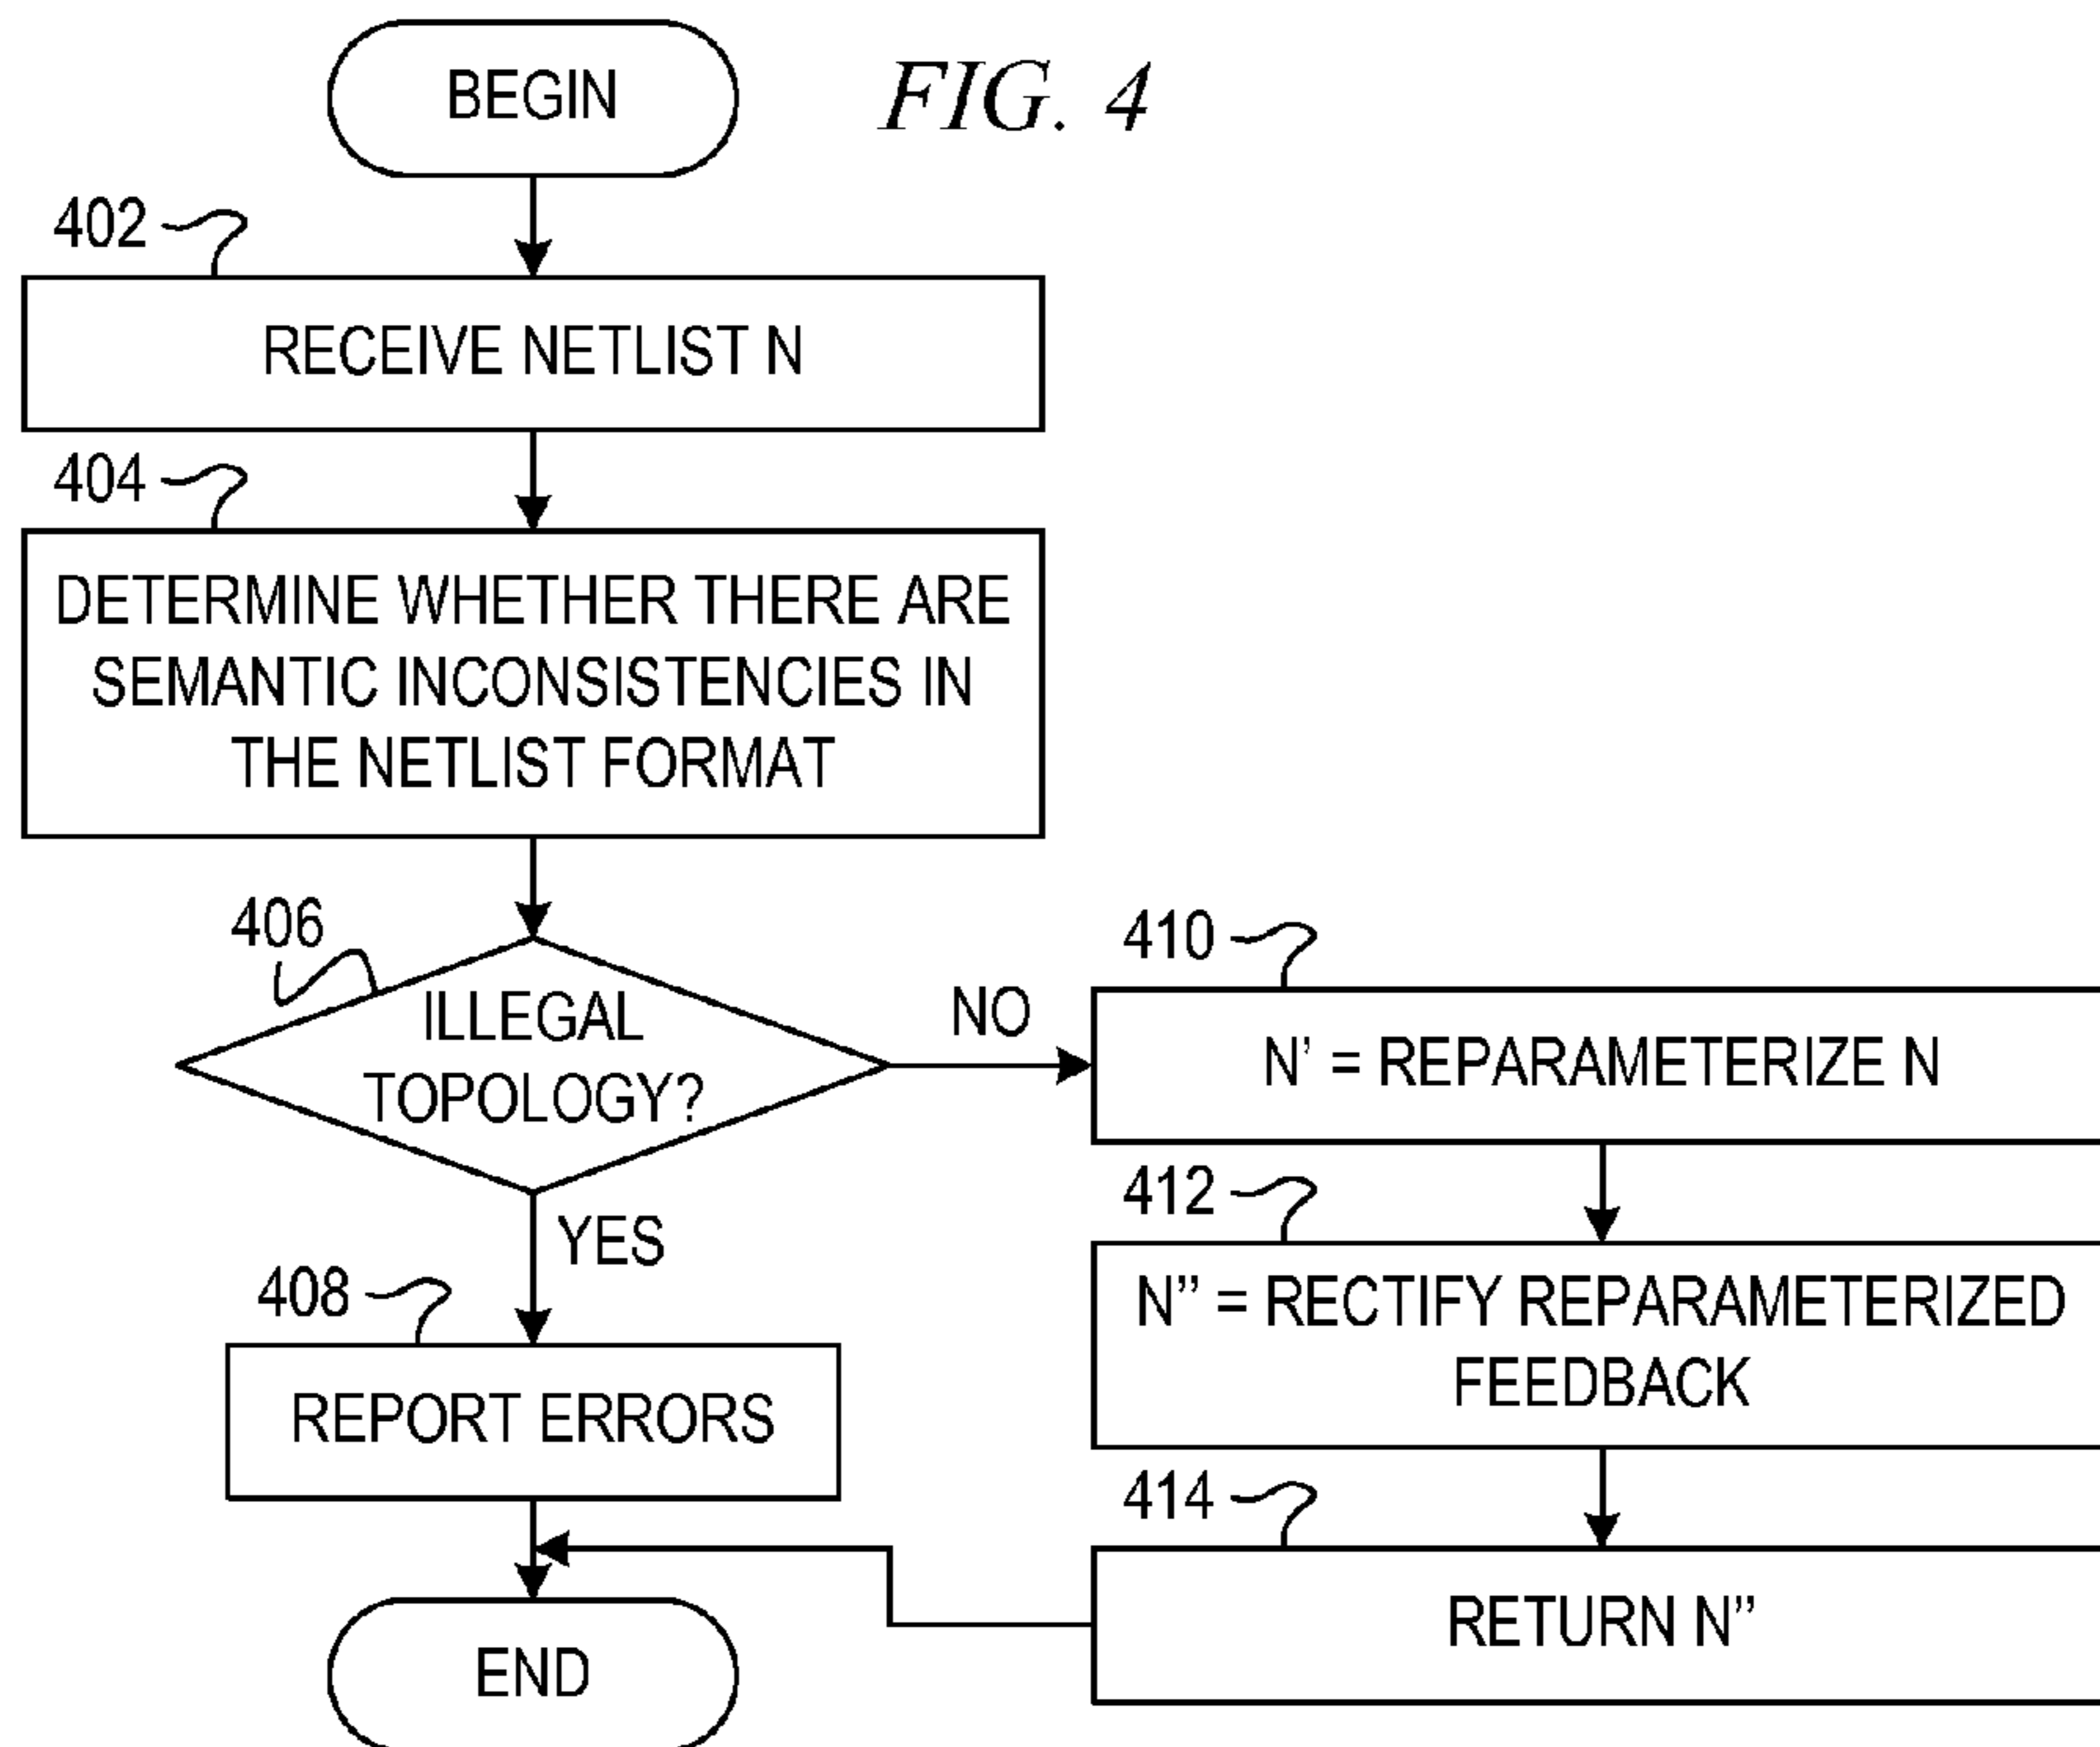 BEGIN
FIG. 4
402
RECEIVE NETLIST N
404
DETERMINE WHETHER THERE ARE
SEMANTIC INCONSISTENCIES IN
THE NETLIST FORMAT
406
ILLEGAL
TOPOLOGY?
NO
YES
408
REPORT ERRORS
410
N' = REPARAMETERIZE N
412
N" = RECTIFY REPARAMETERIZED
FEEDBACK
414
RETURN N"
END